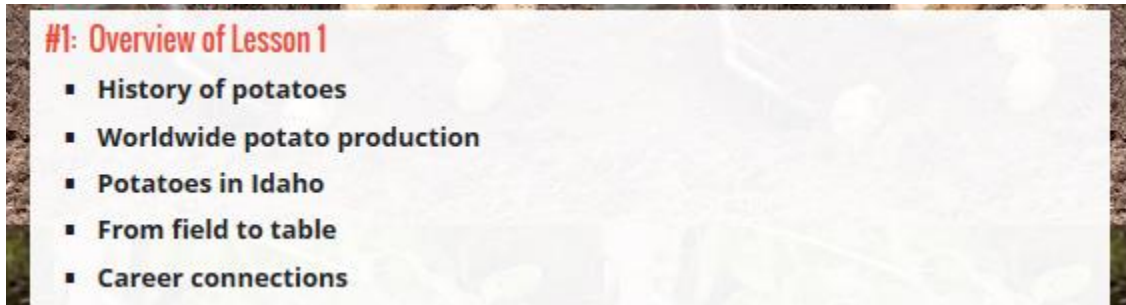 #1: Overview of Lesson 1
▪ History of potatoes
▪ Worldwide potato production
▪ Potatoes in Idaho
▪ From field to table
▪ Career connections